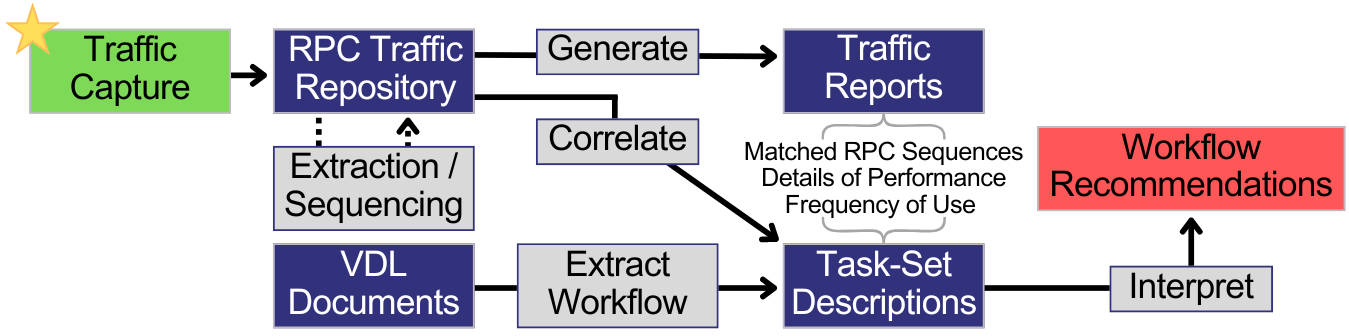 Traffic
Capture
RPC Traffic
Repository
Generate
Traffic
Reports
Correlate
Extraction /
Sequencing
Matched RPC Sequences
Details of Performance
Frequency of Use
Workflow
Recommendations
VDL
Documents
Extract
Workflow
Task-Set
Descriptions
Interpret